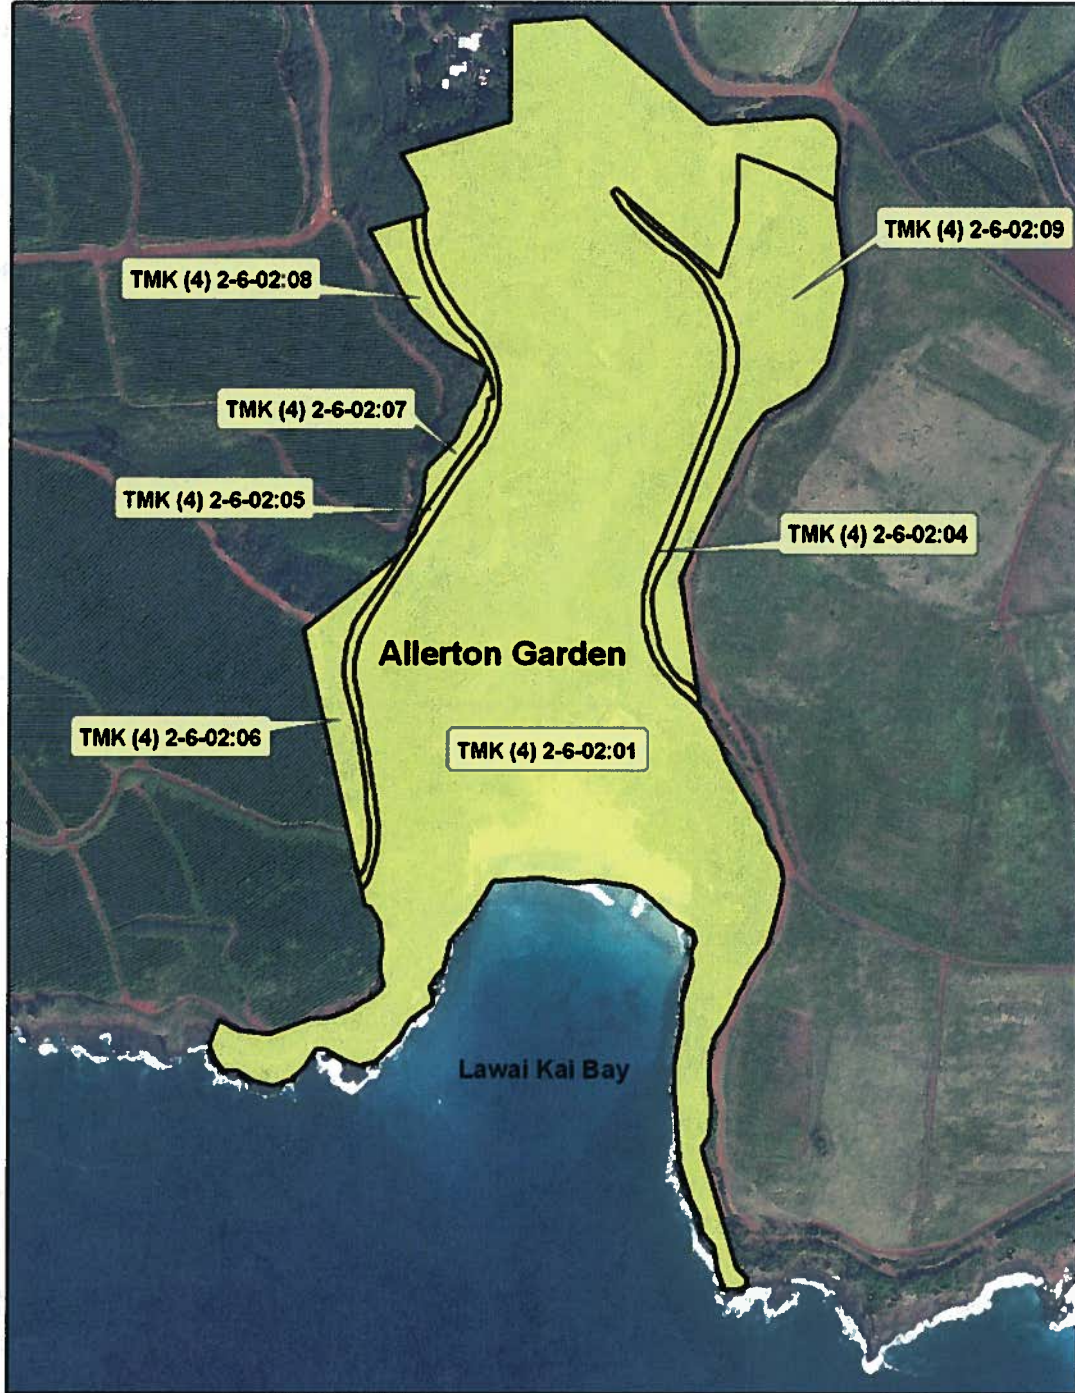 TMK (4) 2-6-02:09
TMK (4) 2-6-02:08
TMK (4) 2-6-02:07
TMK (4) 2-6-02:05
TMK (4) 2-6-02:04
Allerton Garden
TMK (4) 2-6-02:06
TMK (4) 2-6-02:01
Lawai Kai Bay